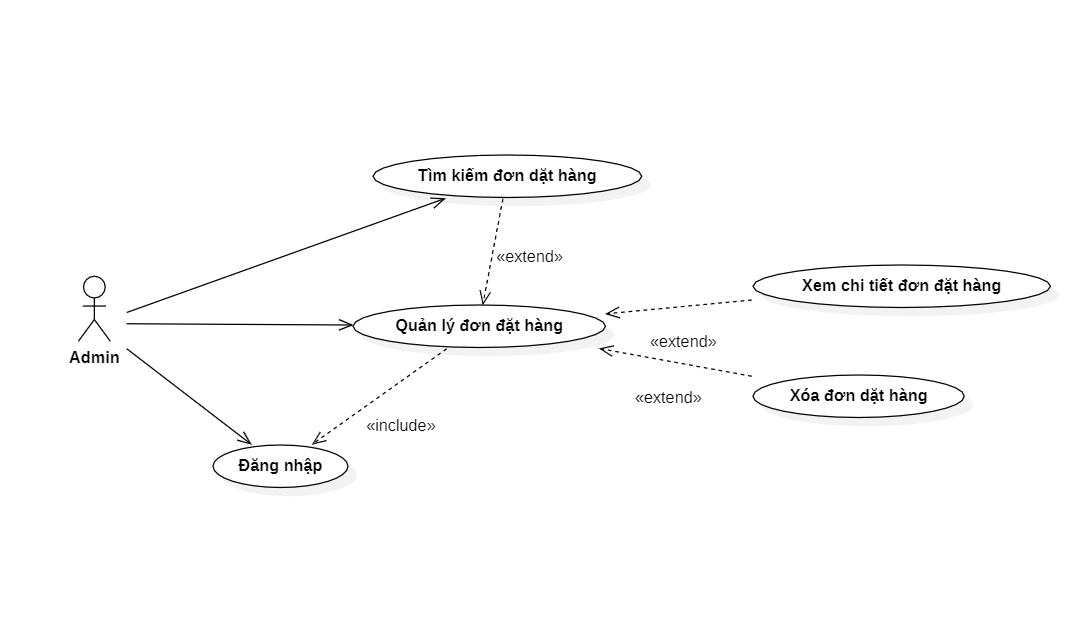 Tìm kiếm đơn dặt hàng
«extend»
Xem chi tiết đơn đặt hàng
Quản lý đơn đặt hàng
«extend»
Admin
Xóa đơn dặt hàng
«extend»
«include»
Đăng nhập